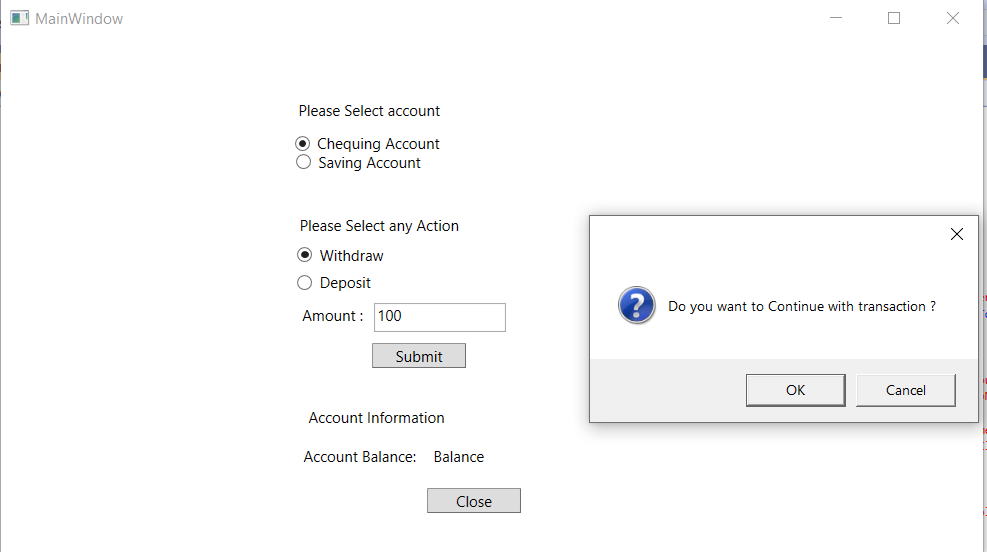 MainWindow
Please Select account
Chequing Account
Saving Account
Please Select any Action
Withdraw
Deposit
Amount : 100
Submit
Do you want to Continue with transaction ?
OK Cancel
Account Information
Account Balance: Balance
Close